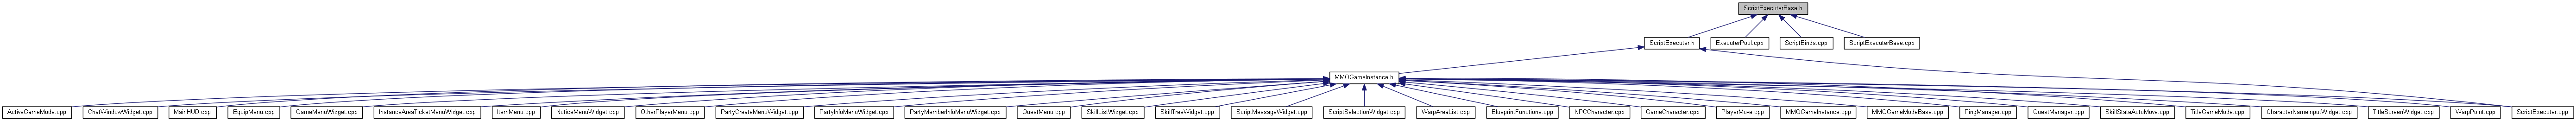 ScriptExecuterBase.h
ScriptExecuter.h
ExecuterPool.cpp
ScriptBinds.cpp
ScriptExecuterBase.cpp
MMOGameInstance.h
ActiveGameMode.cpp
ChatWindowWidget.cpp
MainHUD.cpp
EquipMenu.cpp
GameMenuWidget.cpp
InstanceAreaTicketMenuWidget.cpp
ItemMenu.cpp
NoticeMenuWidget.cpp
OtherPlayerMenu.cpp
PartyCreateMenuWidget.cpp
PartyInfoMenuWidget.cpp
PartyMemberInfoMenuWidget.cpp
QuestMenu.cpp
SkillListWidget.cpp
SkillTreeWidget.cpp
ScriptMessageWidget.cpp
ScriptSelectionWidget.cpp
WarpAreaList.cpp
BlueprintFunctions.cpp
NPCCharacter.cpp
GameCharacter.cpp
PlayerMove.cpp
MMOGameInstance.cpp
MMOGameModeBase.cpp
PingManager.cpp
QuestManager.cpp
SkillStateAutoMove.cpp
TitleGameMode.cpp
CharacterNameInputWidget.cpp
TitleScreenWidget.cpp
WarpPoint.cpp
ScriptExecuter.cpp